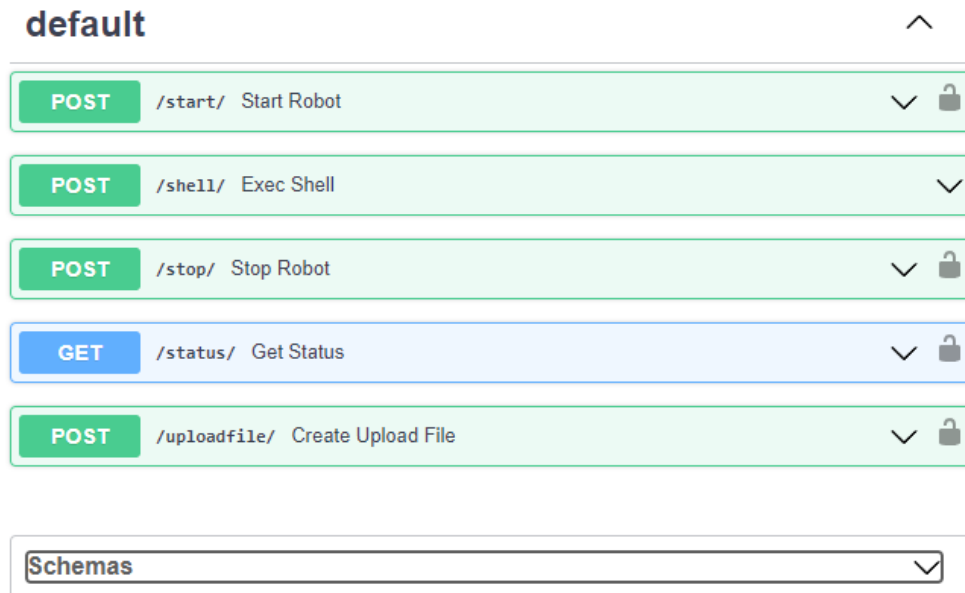 default
POST /start/ Start Robot
POST /shell/ Exec Shell
POST /stop/ Stop Robot
GET /status/ Get Status
POST /uploadfile/ Create Upload File
Schemas